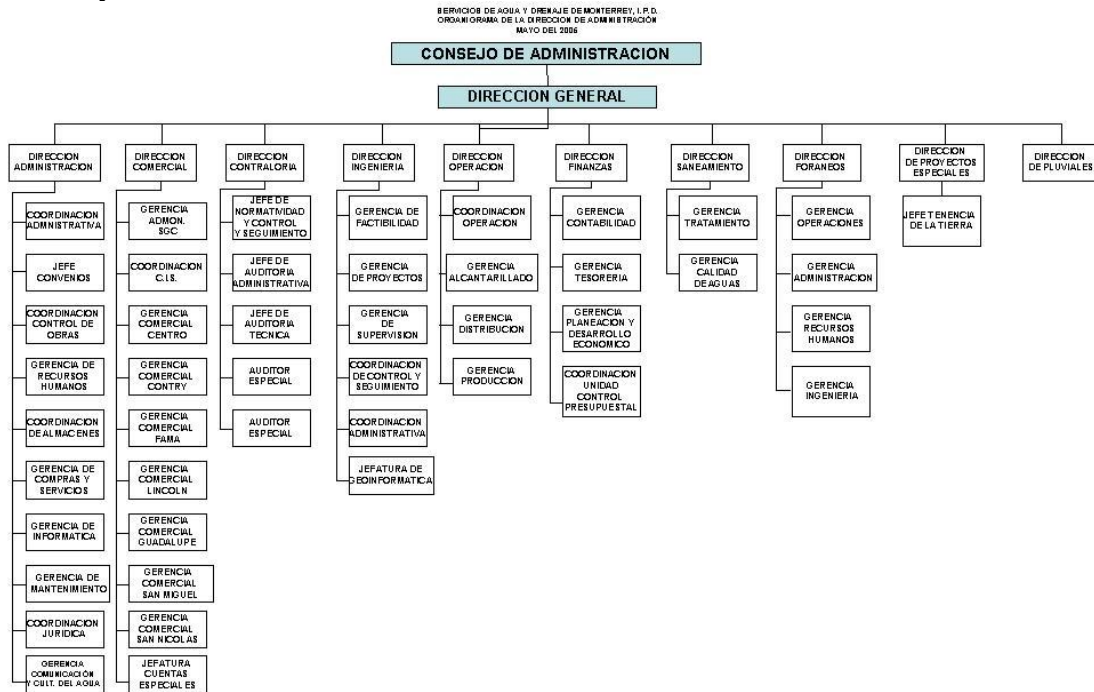 SERVICIOS DE AGUA Y DRENAJE DE MONTERREY, I.P.D.
ORGANIGRAMA DE LA DIRECCION DE ADMINISTRACIÓN
MAYO DEL 2006
CONSEJO DE ADMINISTRACION
DIRECCION GENERAL
DIRECCION
ADMINISTRACION
COORDINACION
ADMNISTRATIVA
JEFE
CONVENIOS
COORDINACION
CONTROL DE
OBRAS
GERENCIA DE
RECURSOS
HUMANOS
COORDINACION
DE ALMACENES
GERENCIA DE
COMPRAS Y
SERVICIOS
GERENCIA DE
INFORMATICA
GERENCIA DE
MANTENIMIENTO
COORDINACION
JURIDICA
GERENCIA
COMUNICACIÓN
Y CULT. DEL AGUA
DIRECCION
COMERCIAL
GERENCIA
ADMON.
SGC
COORDINACION
C.I.S.
GERENCIA
COMERCIAL
CENTRO
GERENCIA
COMERCIAL
CONTRY
GERENCIA
COMERCIAL
FAMA
GERENCIA
COMERCIAL
LINCOLN
GERENCIA
COMERCIAL
GUADALUPE
GERENCIA
COMERCIAL
SAN MIGUEL
GERENCIA
COMERCIAL
SAN NICOLAS
JEFATURA
CUENTAS
ESPECIALES
DIRECCION
CONTRALORIA
JEFE DE
NORMATIVIDAD
Y CONTROL
Y SEGUIMIENTO
JEFE DE
AUDITORIA
ADMINISTRATIVA
JEFE DE
AUDITORIA
TECNICA
AUDITOR
ESPECIAL
AUDITOR
ESPECIAL
DIRECCION
INGENIERIA
GERENCIA DE
FACTIBILIDAD
GERENCIA
DE PROYECTOS
GERENCIA
DE
SUPERVISION
COORDINACION
DE CONTROL Y
SEGUIMIENTO
COORDINACION
ADMINISTRATIVA
JEFATURA DE
GEOINFORMATICA
DIRECCION
OPERACION
COORDINACION
OPERACION
GERENCIA
ALCANTARILLADO
GERENCIA
DISTRIBUCION
GERENCIA
PRODUCCION
DIRECCION
FINANZAS
GERENCIA
CONTABILIDAD
GERENCIA
TESORERIA
GERENCIA
PLANEACION Y
DESARROLLO
ECONOMICO
COORDINACION
UNIDAD
CONTROL
PRESUPUESTAL
DIRECCION
SANEAMIENTO
GERENCIA
TRATAMIENTO
GERENCIA
CALIDAD
DE AGUAS
DIRECCION
FORANEOS
GERENCIA
OPERACIONES
GERENCIA
ADMINISTRACION
GERENCIA
RECURSOS
HUMANOS
GERENCIA
INGENIERIA
DIRECCION
DE PROYECTOS
ESPECIALES
JEFE TENENCIA
DE LA TIERRA
DIRECCION
DE PLUVIALES